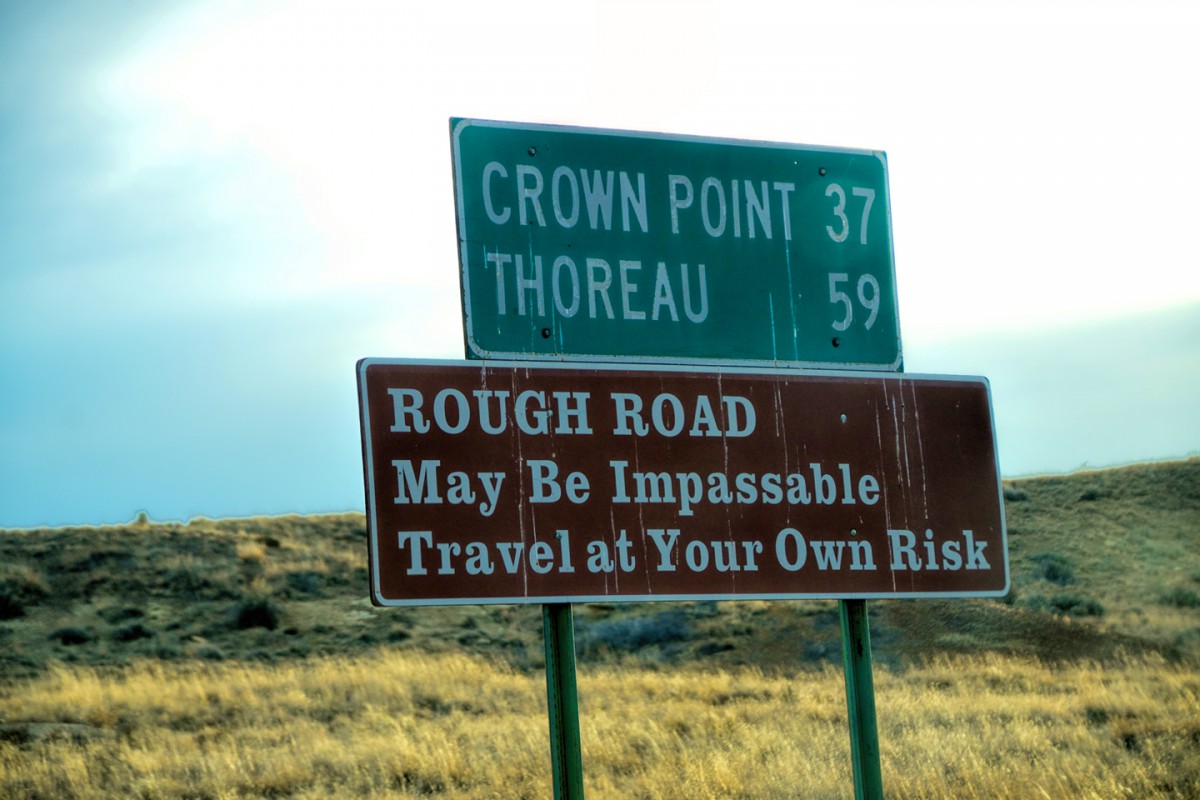 CROWN POINT 37
THOREAU 59
ROUGH ROAD
May Be Impassable
Travel at Your Own Risk